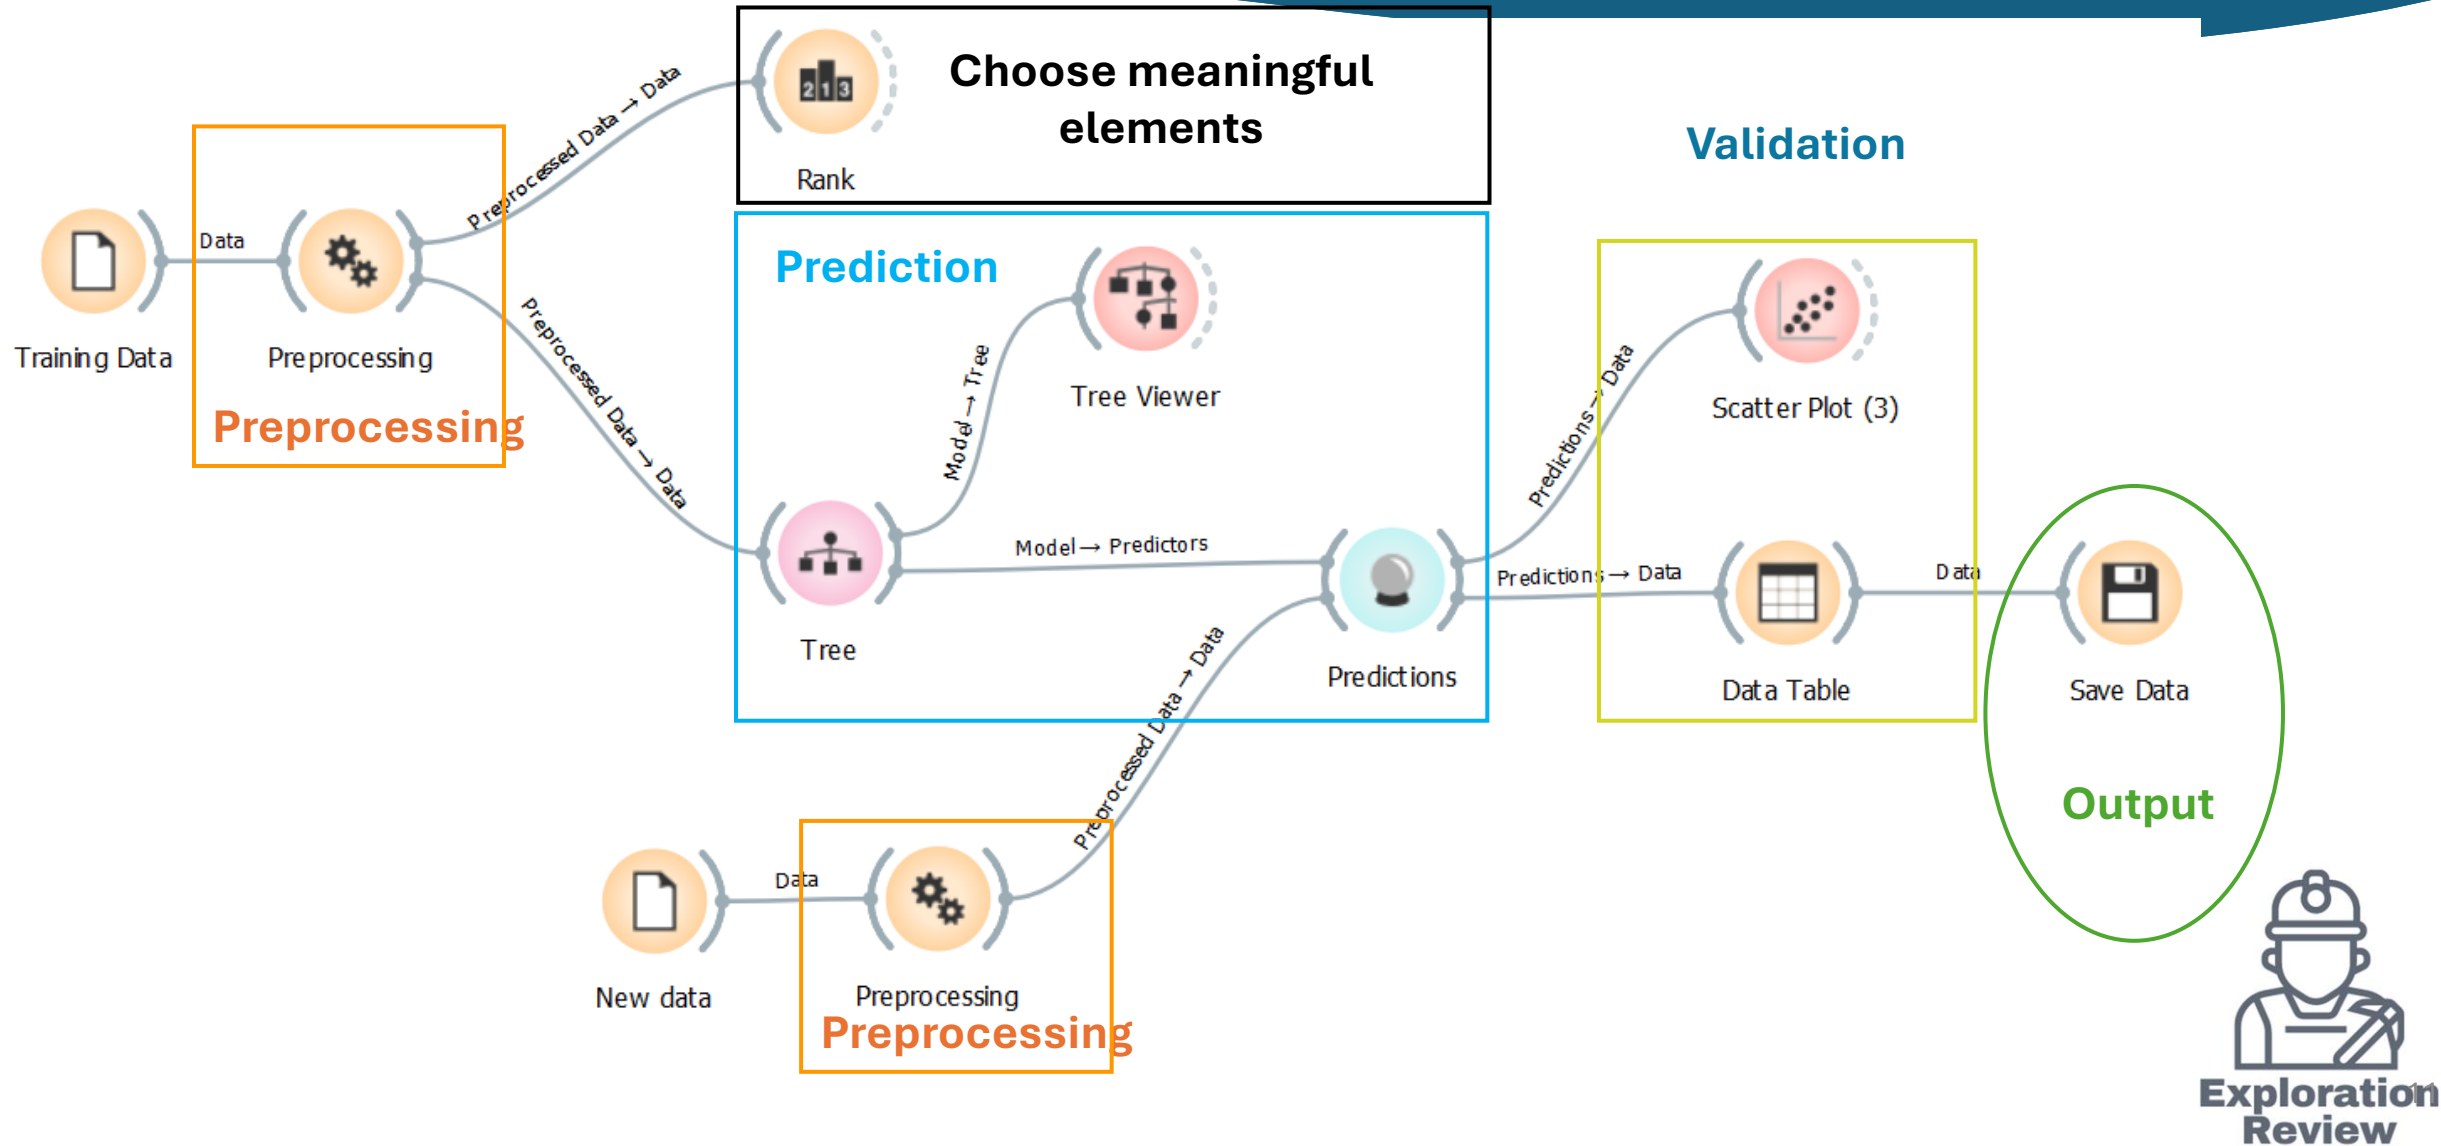 Choose meaningful
elements
213
Rank
Preprocessed Data → Data
Validation
Data
Training Data
Preprocessing
Preprocessing
Preprocessed Data → Data
Prediction
Tree Viewer
Model → Tree
Scatter Plot (3)
Predictions → Data
Tree
Model → Predictors
Predictions
Predictions → Data
Data Table
Data
Save Data
Output
Preprocessed Data → Data
Data
New data
Preprocessing
Preprocessing
Exploration
Review
11